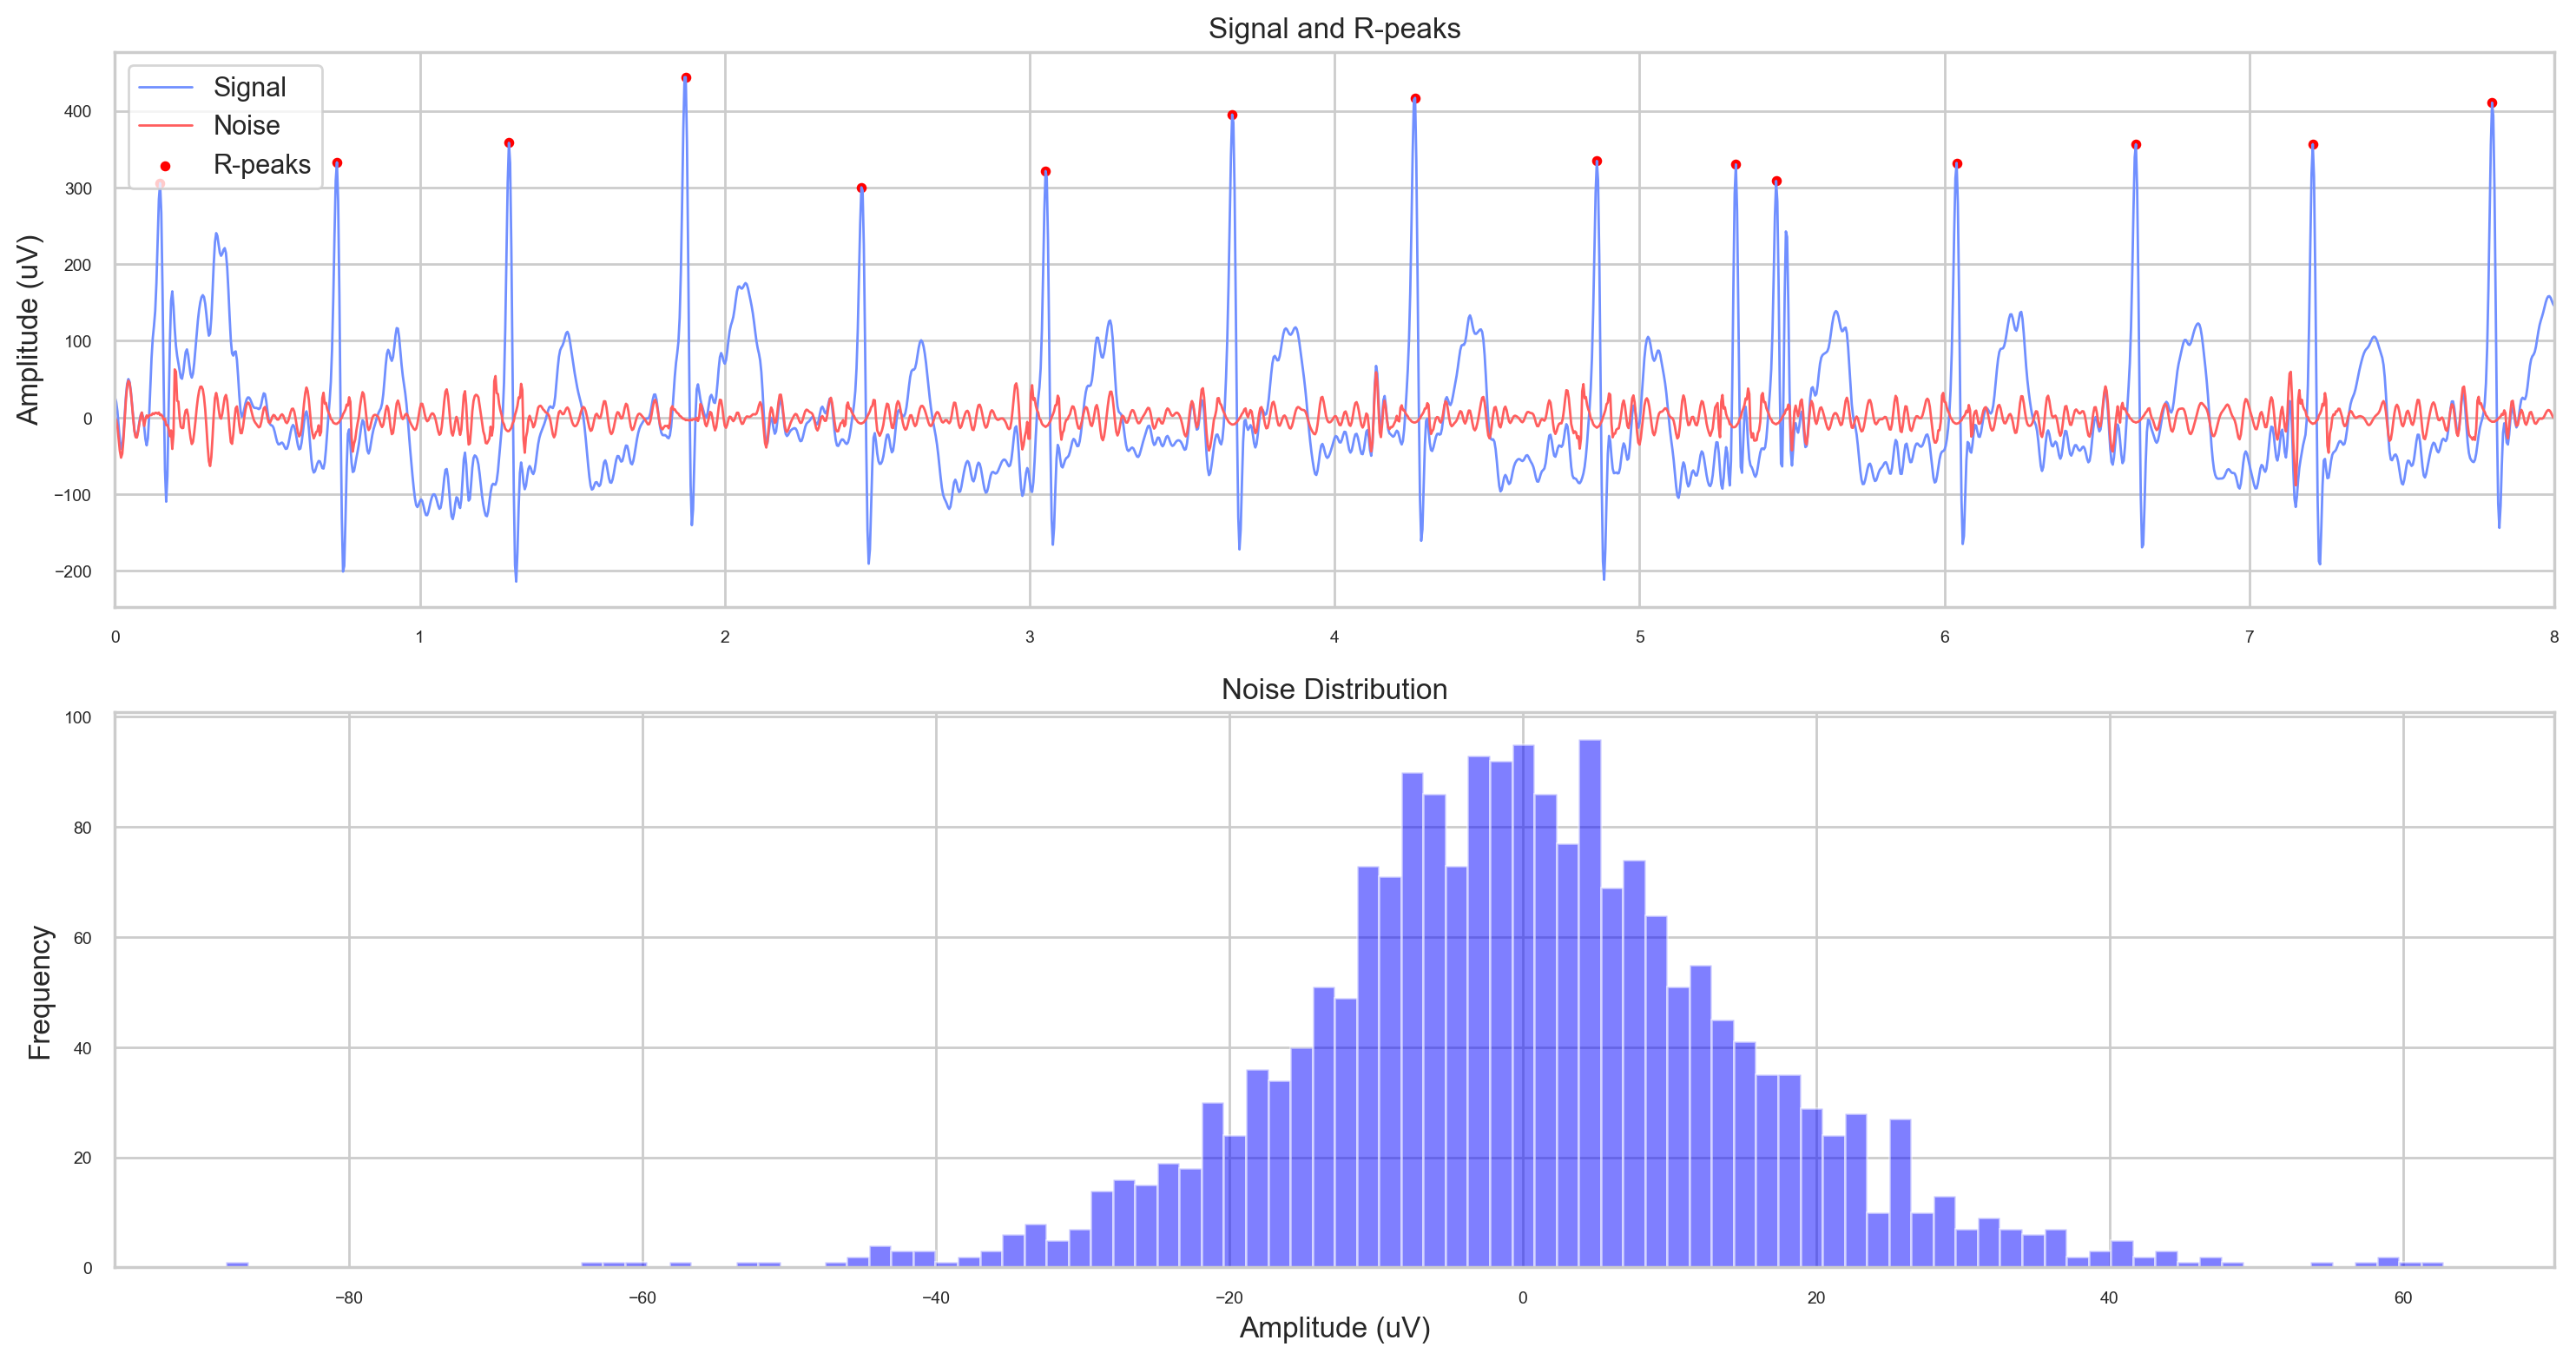 Signal and R-peaks
Signal
Noise
R-peaks
Amplitude (uV)
400
300
200
100
0
−100
−200
0 1 2 3 4 5 6 7 8
Noise Distribution
Frequency
100
80
60
40
20
0
−80 −60 −40 −20 0 20 40 60
Amplitude (uV)